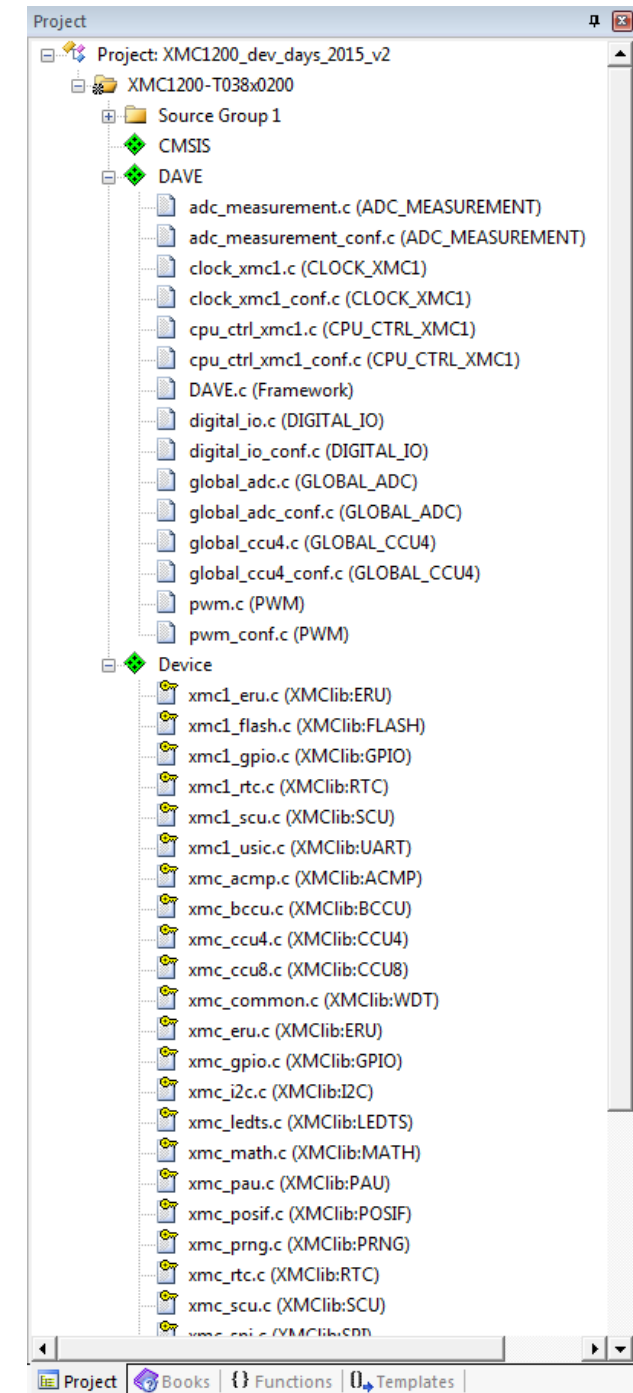 Project
Project: XMC1200_dev_days_2015_v2
XMC1200-T038x0200
Source Group 1
CMSIS
DAVE
adc_measurement.c (ADC_MEASUREMENT)
adc_measurement_conf.c (ADC_MEASUREMENT)
clock_xmc1.c (CLOCK_XMC1)
clock_xmc1_conf.c (CLOCK_XMC1)
cpu_ctrl_xmc1.c (CPU_CTRL_XMC1)
cpu_ctrl_xmc1_conf.c (CPU_CTRL_XMC1)
DAVE.c (Framework)
digital_io.c (DIGITAL_IO)
digital_io_conf.c (DIGITAL_IO)
global_adc.c (GLOBAL_ADC)
global_adc_conf.c (GLOBAL_ADC)
global_ccu4.c (GLOBAL_CCU4)
global_ccu4_conf.c (GLOBAL_CCU4)
pwm.c (PWM)
pwm_conf.c (PWM)
Device
xmc1_eru.c (XMClib:ERU)
xmc1_flash.c (XMClib:FLASH)
xmc1_gpio.c (XMClib:GPIO)
xmc1_rtc.c (XMClib:RTC)
xmc1_scu.c (XMClib:SCU)
xmc1_usic.c (XMClib:UART)
xmc_acmp.c (XMClib:ACMP)
xmc_bccu.c (XMClib:BCCU)
xmc_ccu4.c (XMClib:CCU4)
xmc_ccu8.c (XMClib:CCU8)
xmc_common.c (XMClib:WDT)
xmc_eru.c (XMClib:ERU)
xmc_gpio.c (XMClib:GPIO)
xmc_i2c.c (XMClib:I2C)
xmc_ledts.c (XMClib:LEDTS)
xmc_math.c (XMClib:MATH)
xmc_pau.c (XMClib:PAU)
xmc_posif.c (XMClib:POSIF)
xmc_prng.c (XMClib:PRNG)
xmc_rtc.c (XMClib:RTC)
xmc_scu.c (XMClib:SCU)
xmc_spi.c (XMClib:SPI)
Project Books {} Functions 0 Templates